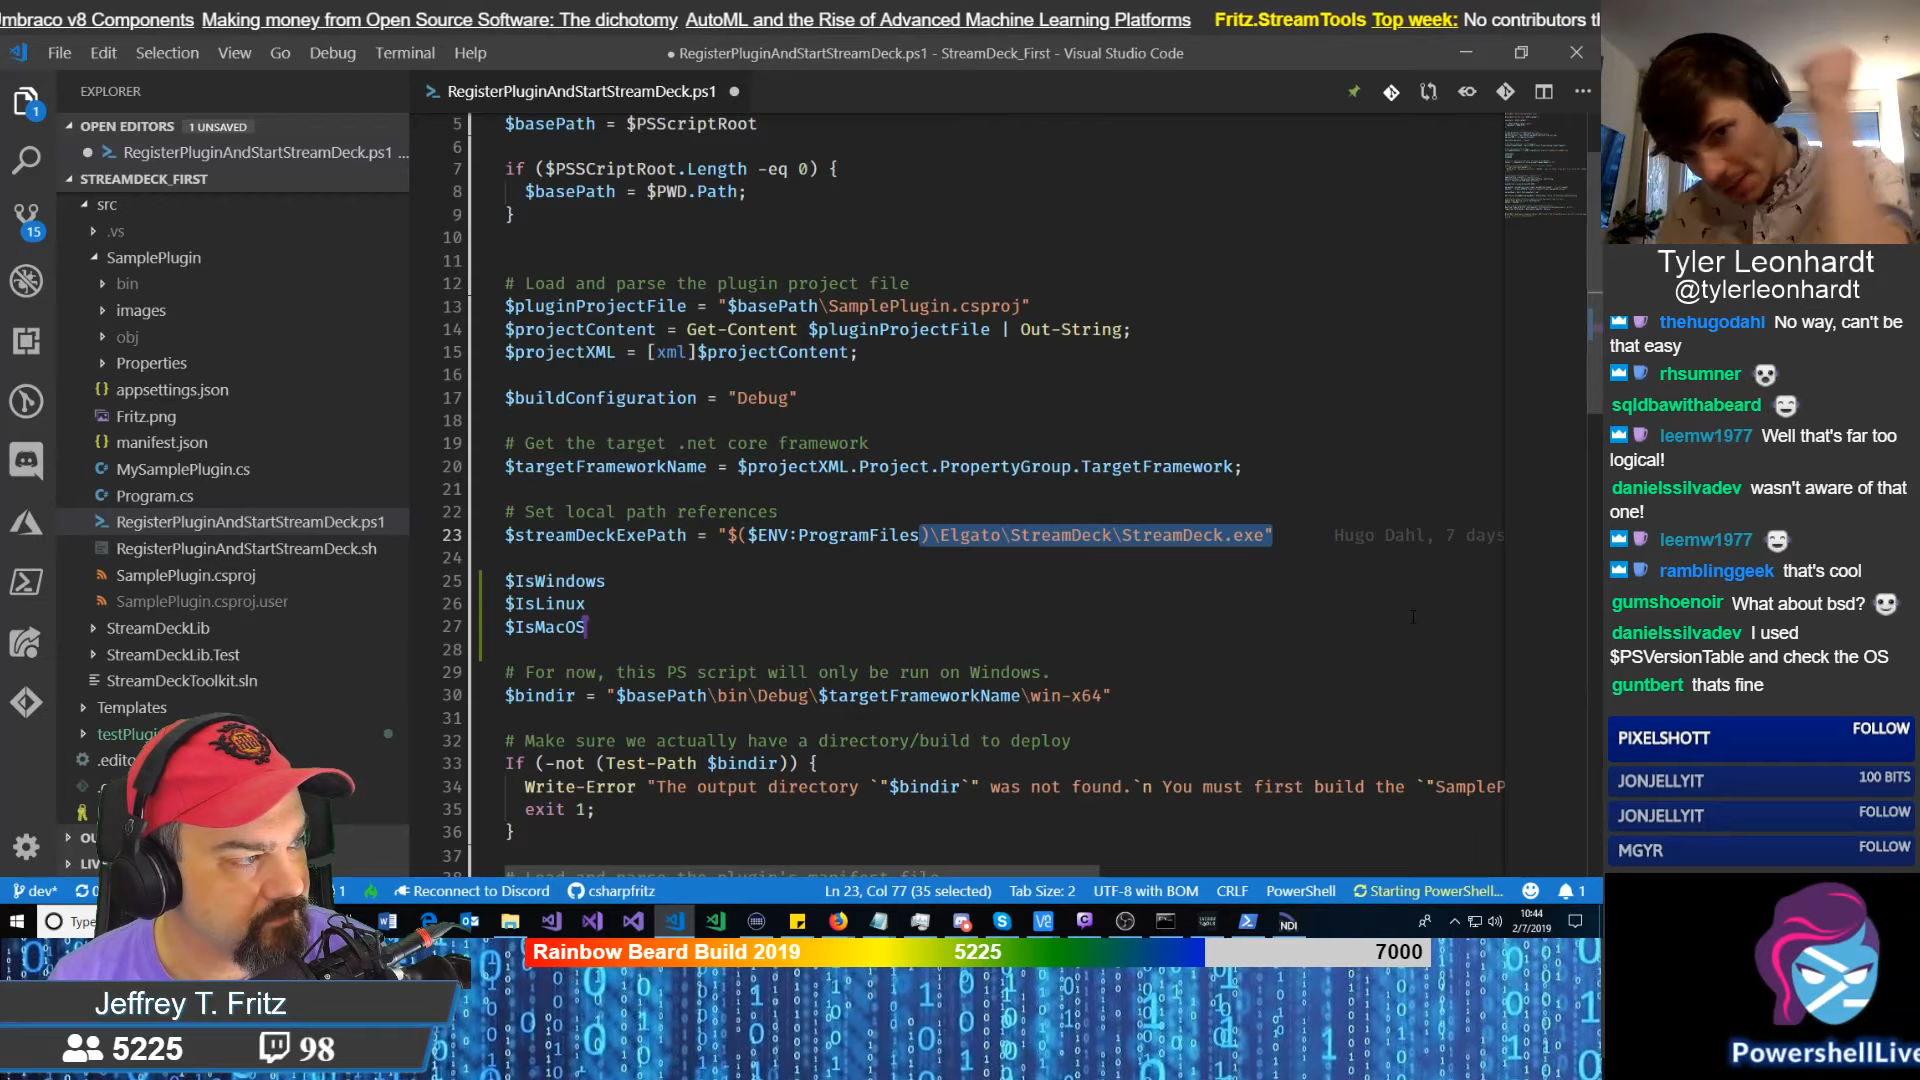 Umbraco v8 Components Making money from Open Source Software: The dichotomy AutoML and the Rise of Advanced Machine Learning Platforms Fritz.StreamTools Top week: No contributors
File Edit Selection View Go Debug Terminal Help
● RegisterPluginAndStartStreamDeck.ps1 - StreamDeck_First - Visual Studio Code
EXPLORER
OPEN EDITORS 1 UNSAVED
RegisterPluginAndStartStreamDeck.ps1 ...
STREAMDECK_FIRST
src
.vs
SamplePlugin
bin
images
obj
Properties
appsettings.json
Fritz.png
manifest.json
MySamplePlugin.cs
Program.cs
RegisterPluginAndStartStreamDeck.ps1
RegisterPluginAndStartStreamDeck.sh
SamplePlugin.csproj
SamplePlugin.csproj.user
StreamDeckLib
StreamDeckLib.Test
StreamDeckToolkit.sln
Templates
testPlugi
.edito
OU
LIV
1
15
RegisterPluginAndStartStreamDeck.ps1 ●
5 $basePath = $PSScriptRoot
6
7 if ($PSSCriptRoot.Length -eq 0) {
8 $basePath = $PWD.Path;
9 }
10
11
12 # Load and parse the plugin project file
13 $pluginProjectFile = "$basePath\SamplePlugin.csproj"
14 $projectContent = Get-Content $pluginProjectFile | Out-String;
15 $projectXML = [xml]$projectContent;
16
17 $buildConfiguration = "Debug"
18
19 # Get the target .net core framework
20 $targetFrameworkName = $projectXML.Project.PropertyGroup.TargetFramework;
21
22 # Set local path references
23 $streamDeckExePath = "$($ENV:ProgramFiles)\Elgato\StreamDeck\StreamDeck.exe" Hugo Dahl, 7 days
24
25 $IsWindows
26 $IsLinux
27 $IsMacOS
28
29 # For now, this PS script will only be run on Windows.
30 $bindir = "$basePath\bin\Debug\$targetFrameworkName\win-x64"
31
32 # Make sure we actually have a directory/build to deploy
33 If (-not (Test-Path $bindir)) {
34 Write-Error "The output directory `"$bindir`" was not found.`n You must first build the `"SampleP
35 exit 1;
36 }
37
dev* 0 1 Reconnect to Discord csharpfritz Ln 23, Col 77 (35 selected) Tab Size: 2 UTF-8 with BOM CRLF PowerShell Starting PowerShell... 1
Type
NDI
10:44
2/7/2019
Rainbow Beard Build 2019 5225 7000
Jeffrey T. Fritz
5225 98
Tyler Leonhardt
@tylerleonhardt
thehugodahl No way, can't be
that easy
rhsumner
sqldbawithabeard
leemw1977 Well that's far too
logical!
danielssilvadev wasn't aware of that
one!
leemw1977
ramblinggeek that's cool
gumshoenoir What about bsd?
danielssilvadev I used
$PSVersionTable and check the OS
guntbert thats fine
PIXELSHOTT FOLLOW
JONJELLYIT 100 BITS
JONJELLYIT FOLLOW
MGYR FOLLOW
PowershellLive